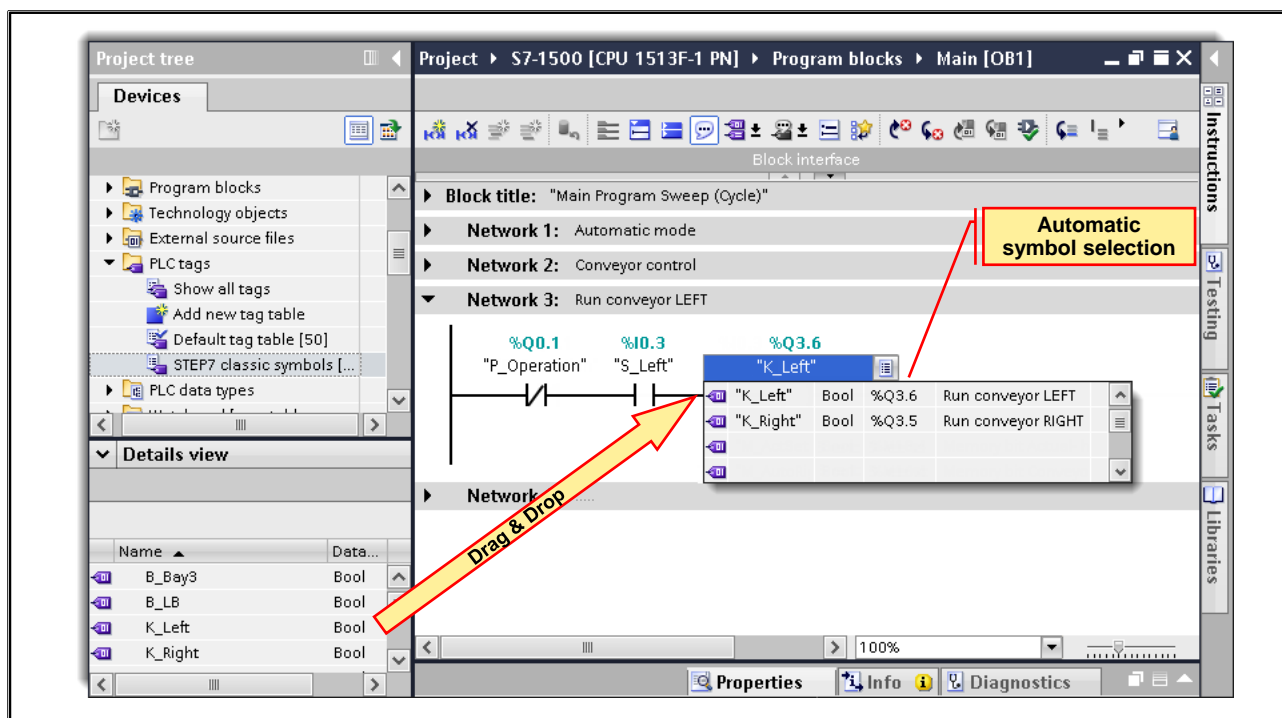 Project tree
Project ▸ S7-1500 [CPU 1513F-1 PN] ▸ Program blocks ▸ Main [OB1]
Devices
Block interface
Program blocks
Technology objects
External source files
PLC tags
Show all tags
Add new tag table
Default tag table [50]
STEP7 classic symbols [...
PLC data types
Details view
Name
Data...
B_Bay3 Bool
B_LB Bool
K_Left Bool
K_Right Bool
Block title: "Main Program Sweep (Cycle)"
Network 1: Automatic mode
Network 2: Conveyor control
Network 3: Run conveyor LEFT
Automatic
symbol selection
%Q0.1 %I0.3 %Q3.6
"P_Operation" "S_Left" "K_Left"
"K_Left" Bool %Q3.6 Run conveyor LEFT
"K_Right" Bool %Q3.5 Run conveyor RIGHT
Network
Drag & Drop
100%
Properties
Info
Diagnostics
Instructions
Testing
Tasks
Libraries